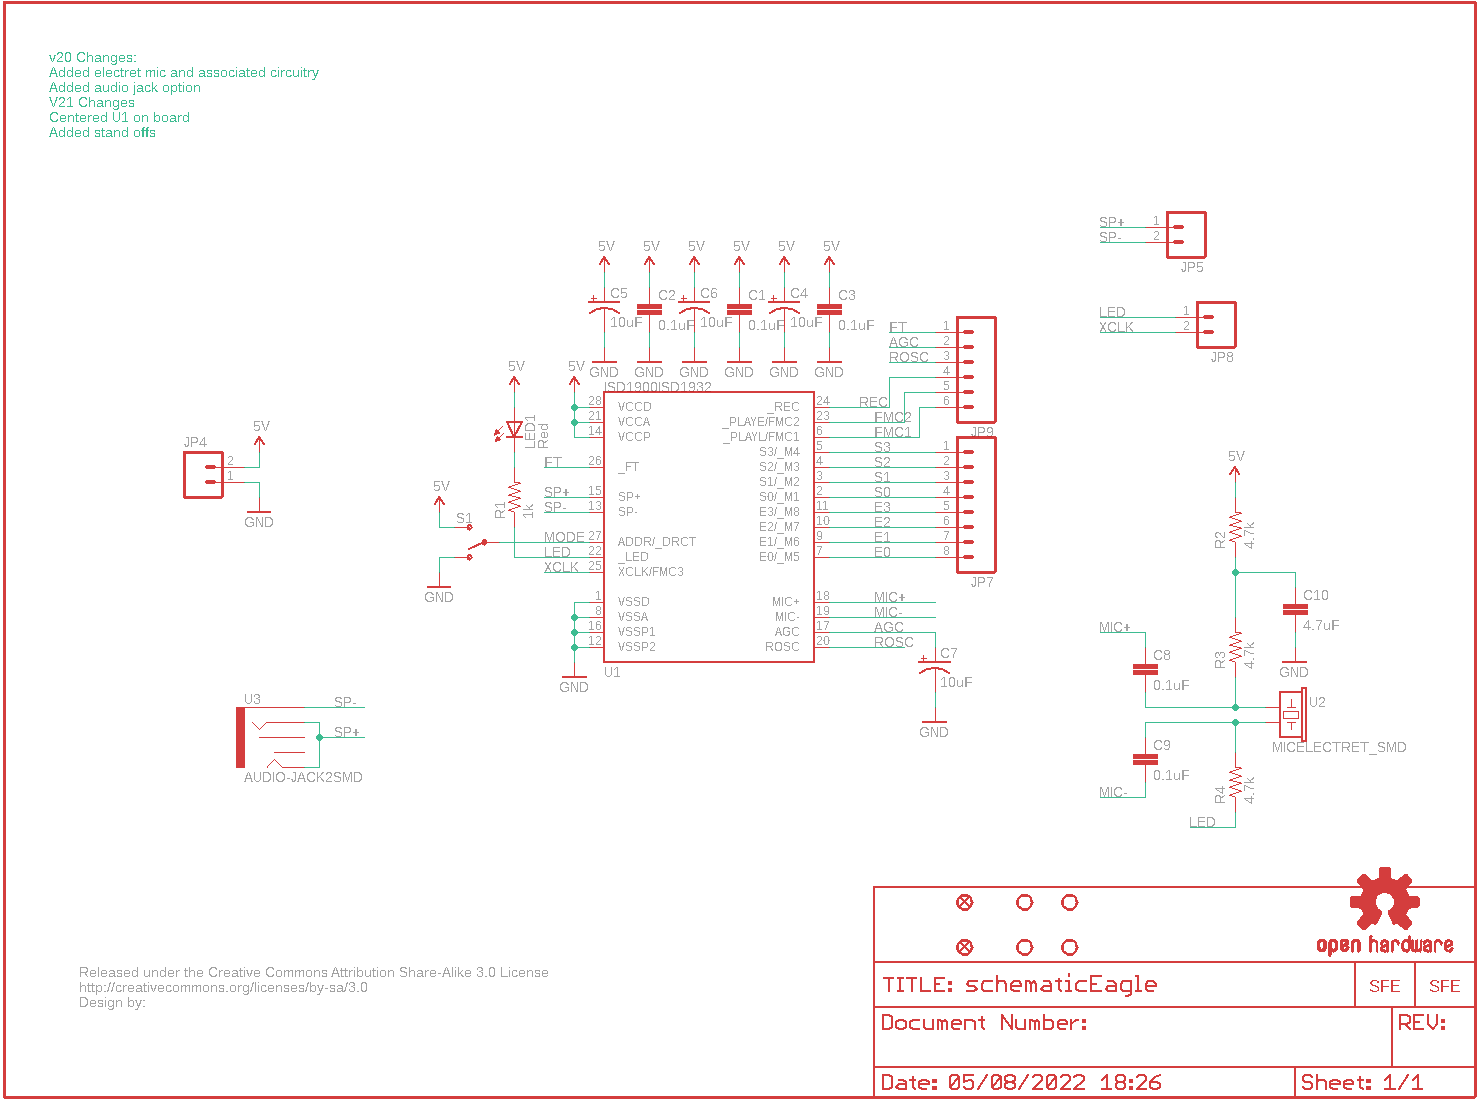 v20 Changes:
Added electret mic and associated circuitry
Added audio jack option
V21 Changes
Centered U1 on board
Added stand offs
SP+ 1
SP- 2
JP5
5V 5V 5V 5V 5V 5V
C5 C2 C6 C1 C4 C3
10uF 0.1uF 10uF 0.1uF 10uF 0.1uF
GND GND GND GND GND GND
LED 1
XCLK 2
JP8
FT 1
AGC 2
ROSC 3
4
5
6
JP9
5V 5V
ISD1900ISD1932
LED1
Red
R1
1k
28 VCCD _REC 24 REC
21 VCCA _PLAYE/FMC2 23 FMC2
14 VCCP _PLAYL/FMC1 6 FMC1
S3/_M4 5 S3 1
FT 26 _FT S2/_M3 4 S2 2
S1/_M2 3 S1 3
SP+ 15 SP+ S0/_M1 2 S0 4
SP- 13 SP- E3/_M8 11 E3 5
E2/_M7 10 E2 6
MODE 27 ADDR/_DRCT E1/_M6 9 E1 7
LED 22 _LED E0/_M5 7 E0 8
XCLK 25 XCLK/FMC3
JP7
1 VSSD MIC+ 18 MIC+
8 VSSA MIC- 19 MIC-
16 VSSP1 AGC 17 AGC
12 VSSP2 ROSC 20 ROSC
U1
GND
C7
10uF
GND
JP4
5V
2
1
GND
5V
S1
GND
5V
R2
4.7k
C10
4.7uF
GND
MIC+
C8
0.1uF
R3
4.7k
U2
MICELECTRET_SMD
C9
0.1uF
MIC-
R4
4.7k
LED
U3
SP-
SP+
AUDIO-JACK2SMD
open hardware
Released under the Creative Commons Attribution Share-Alike 3.0 License
http://creativecommons.org/licenses/by-sa/3.0
Design by:
TITLE: schematicEagle
SFE SFE
Document Number:
REV:
Date: 05/08/2022 18:26
Sheet: 1/1